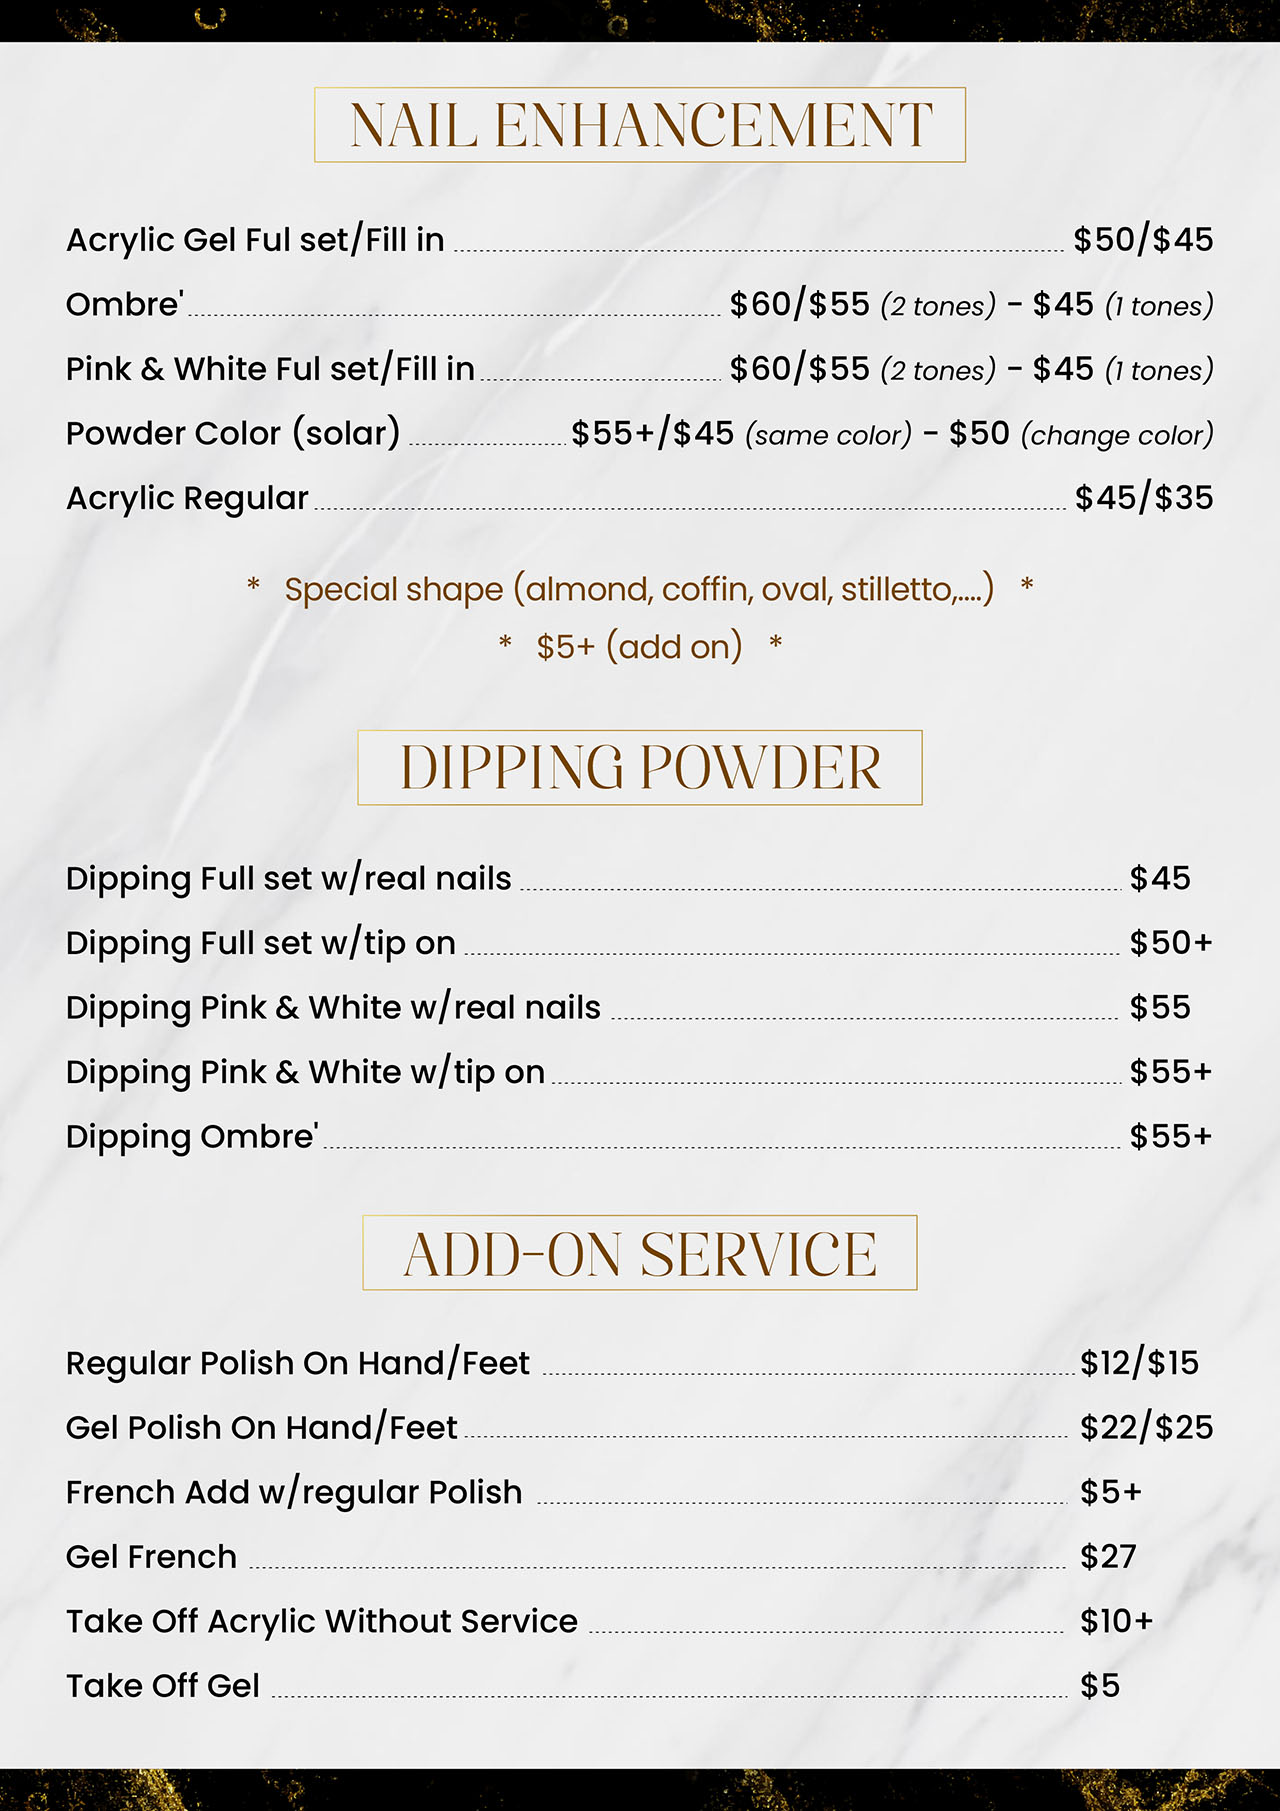 NAIL ENHANCEMENT
Acrylic Gel Ful set/Fill in $50/$45
Ombre' $60/$55 (2 tones) - $45 (1 tones)
Pink & White Ful set/Fill in $60/$55 (2 tones) - $45 (1 tones)
Powder Color (solar) $55+/$45 (same color) - $50 (change color)
Acrylic Regular $45/$35
* Special shape (almond, coffin, oval, stilletto,....) *
* $5+ (add on) *
DIPPING POWDER
Dipping Full set w/real nails $45
Dipping Full set w/tip on $50+
Dipping Pink & White w/real nails $55
Dipping Pink & White w/tip on $55+
Dipping Ombre' $55+
ADD-ON SERVICE
Regular Polish On Hand/Feet $12/$15
Gel Polish On Hand/Feet $22/$25
French Add w/regular Polish $5+
Gel French $27
Take Off Acrylic Without Service $10+
Take Off Gel $5